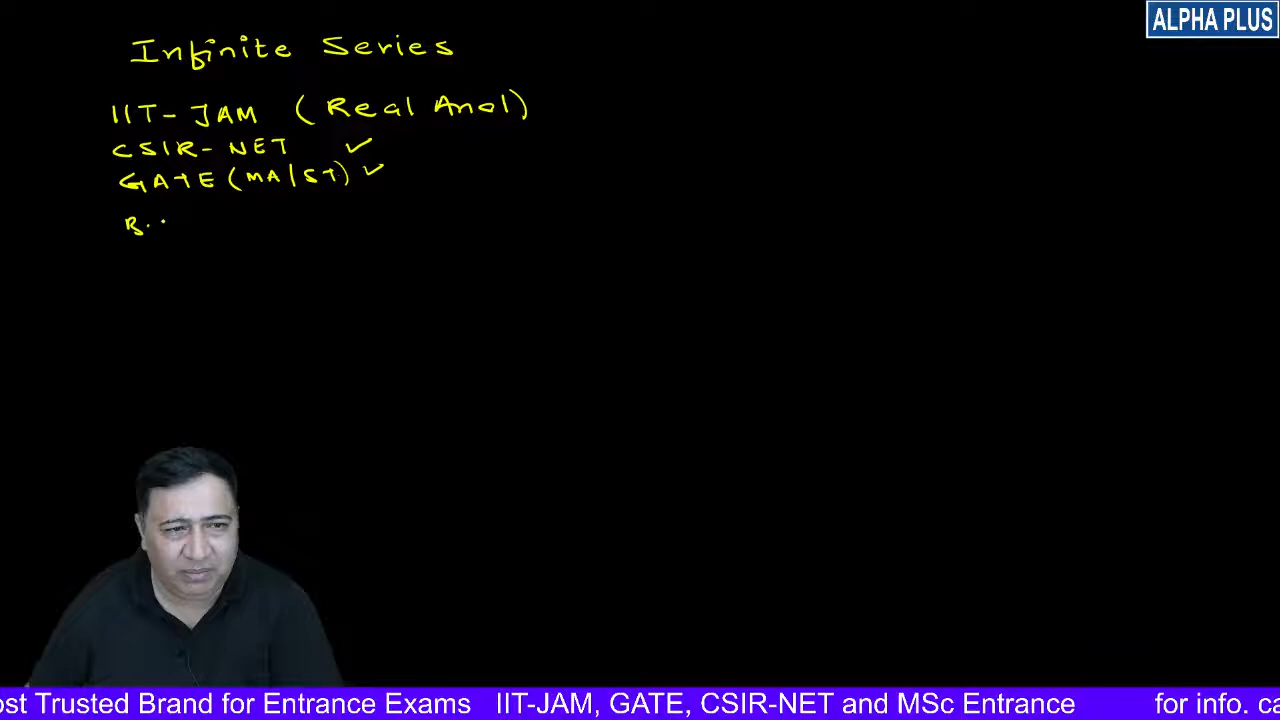 ALPHA PLUS
Infinite Series
IIT-JAM (Real Anal)
CSIR-NET ✓
GATE (MA/ST) ✓
B..
ost Trusted Brand for Entrance Exams IIT-JAM, GATE, CSIR-NET and MSc Entrance for info. ca